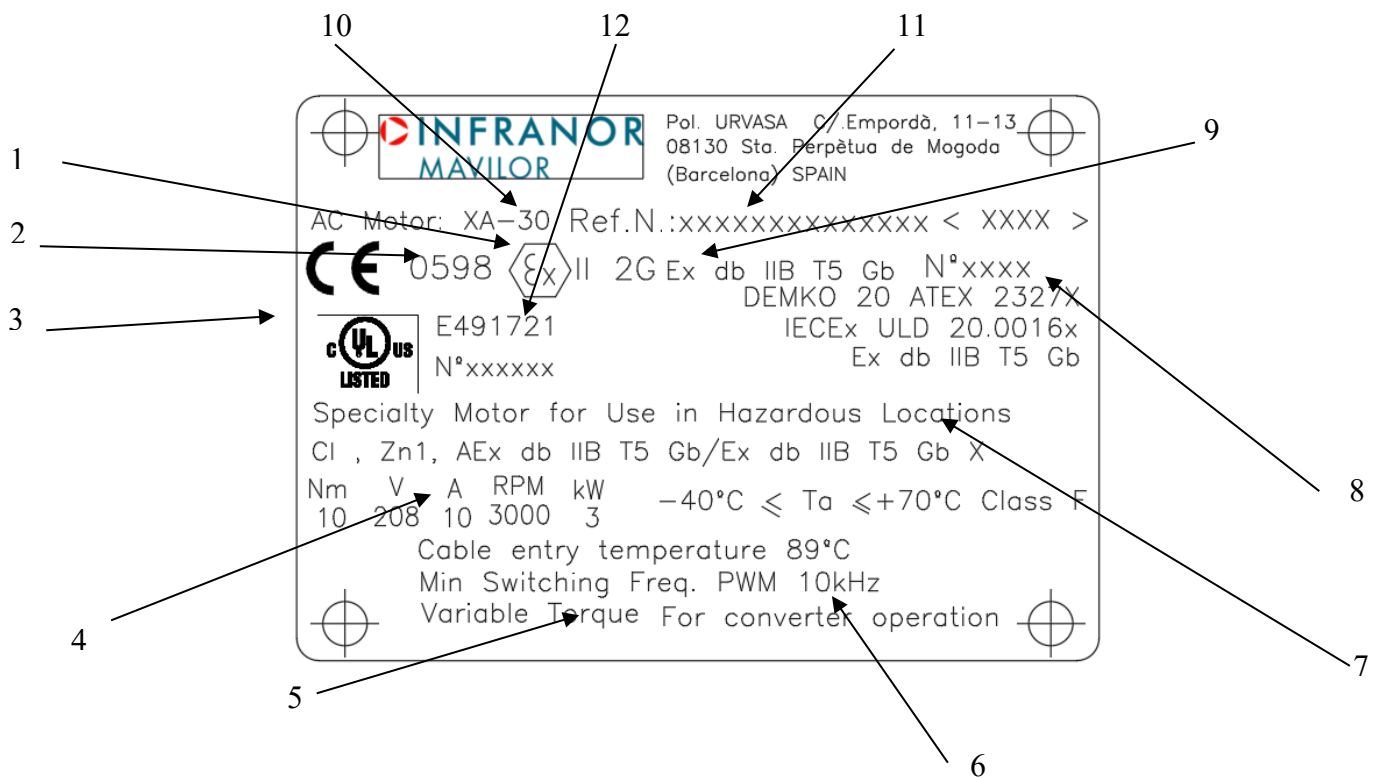 10 12 11
INFRANOR
MAVILOR
Pol. URVASA C/.Empordà, 11-13
08130 Sta. Perpètua de Mogoda
(Barcelona) SPAIN
9
1
AC Motor: XA-30 Ref.N.:xxxxxxxxxxxxxx < XXXX >
2
CE 0598 Ex II 2G Ex db IIB T5 Gb Nºxxxx
DEMKO 20 ATEX 2327X
3
C UL US
LISTED
E491721
Nºxxxxxx
IECEx ULD 20.0016x
Ex db IIB T5 Gb
Specialty Motor for Use in Hazardous Locations
CI , Zn1, AEx db IIB T5 Gb/Ex db IIB T5 Gb X
Nm V A RPM kW
10 208 10 3000 3
-40°C ⩽ Ta ⩽+70°C Class F
8
Cable entry temperature 89ºC
Min Switching Freq. PWM 10kHz
Variable Torque For converter operation
4
7
5
6